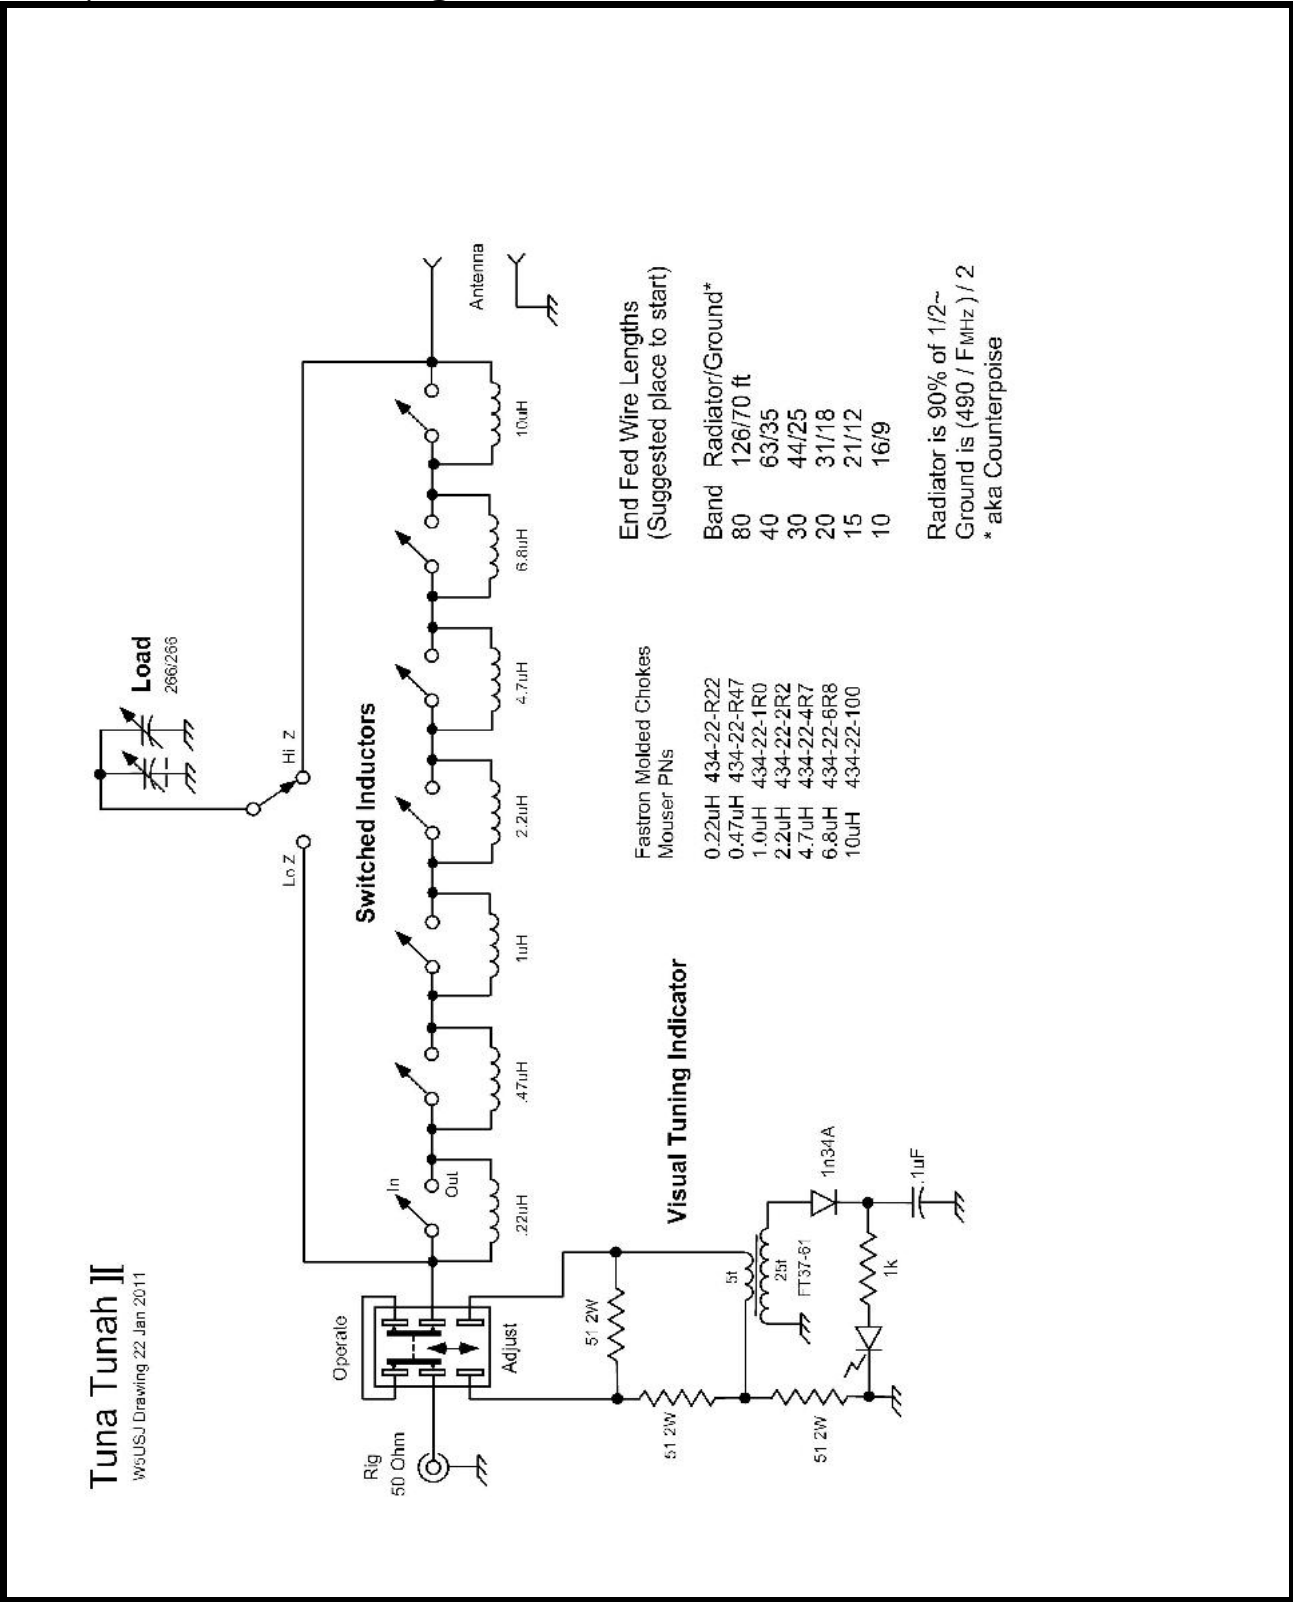 Tuna Tunah ][
W5USJ Drawing 22 Jan 2011
Load
266/266
Lo Z
Hi Z
Switched Inductors
Rig
50 Ohm
Operate
Adjust
In
Out
.22uH
.47uH
1uH
2.2uH
4.7uH
6.8uH
10uH
Antenna
Visual Tuning Indicator
51 2W
51 2W
51 2W
5t
25t
FT37-61
1n34A
1k
.1uF
Fastron Molded Chokes
Mouser PNs
0.22uH 434-22-R22
0.47uH 434-22-R47
1.0uH 434-22-1R0
2.2uH 434-22-2R2
4.7uH 434-22-4R7
6.8uH 434-22-6R8
10uH 434-22-100
End Fed Wire Lengths
(Suggested place to start)
Band Radiator/Ground*
80 126/70 ft
40 63/35
30 44/25
20 31/18
15 21/12
10 16/9
Radiator is 90% of 1/2~
Ground is (490 / FMHz ) / 2
* aka Counterpoise